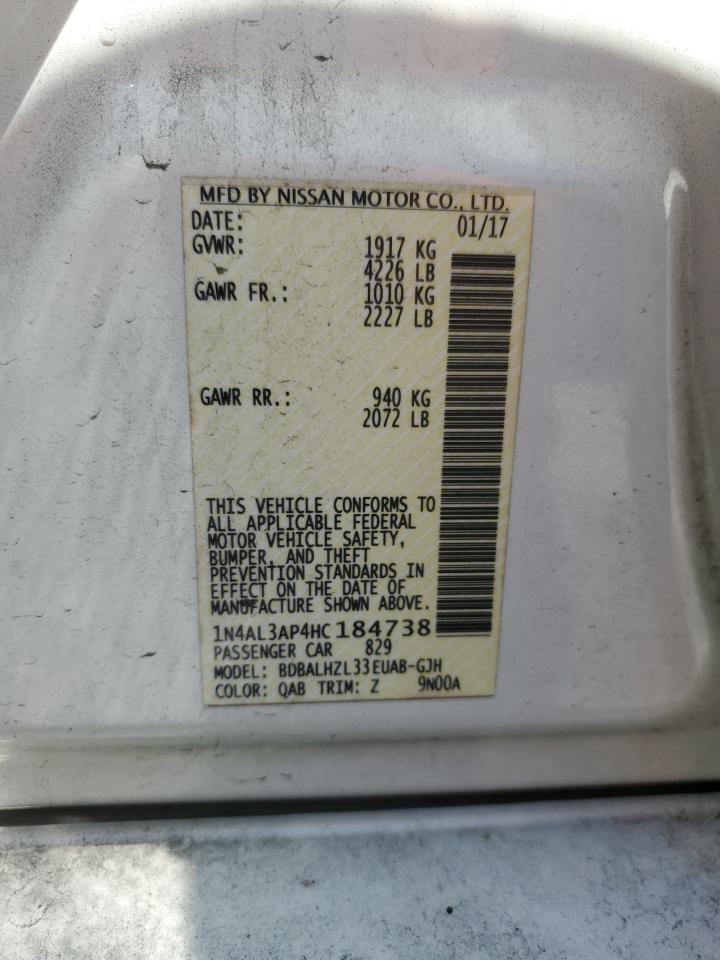 MFD BY NISSAN MOTOR CO., LTD.
DATE: 01/17
GVWR: 1917 KG
4226 LB
GAWR FR.: 1010 KG
2227 LB
GAWR RR.: 940 KG
2072 LB
THIS VEHICLE CONFORMS TO
ALL APPLICABLE FEDERAL
MOTOR VEHICLE SAFETY,
BUMPER, AND THEFT
PREVENTION STANDARDS IN
EFFECT ON THE DATE OF
MANUFACTURE SHOWN ABOVE.
1N4AL3AP4HC184738
PASSENGER CAR 829
MODEL: BDBALHZL33EUAB-GJH
COLOR: QAB TRIM: Z 9N00A